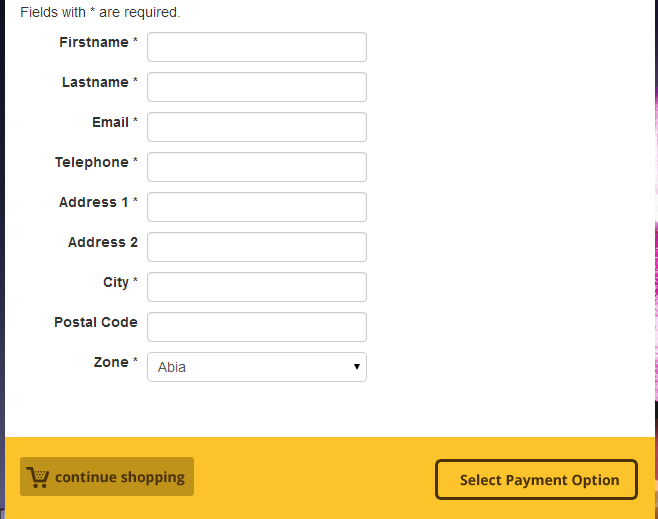 Fields with * are required.
Firstname *
Lastname *
Email *
Telephone *
Address 1 *
Address 2
City *
Postal Code
Zone *
Abia
continue shopping
Select Payment Option